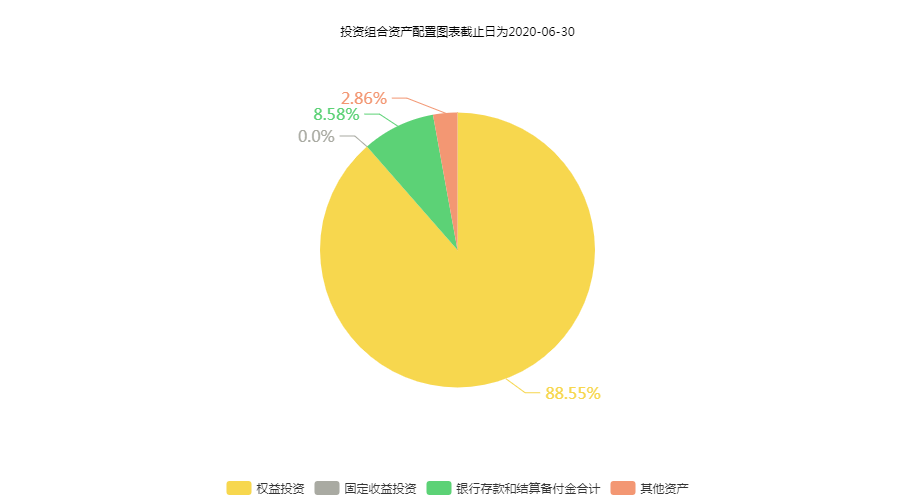 投资组合资产配置图表截止日为2020-06-30
2.86%
8.58%
0.0%
88.55%
权益投资
固定收益投资
银行存款和结算备付金合计
其他资产